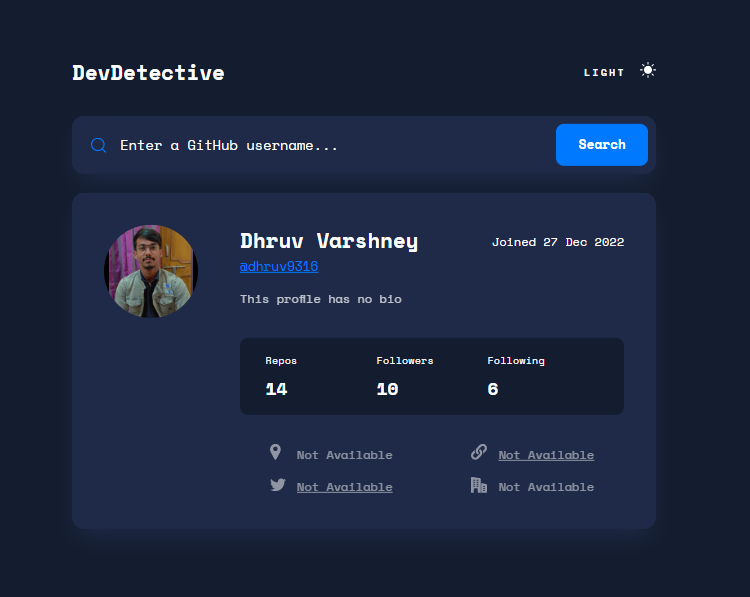 DevDetective
LIGHT
Enter a GitHub username...
Search
Dhruv Varshney
Joined 27 Dec 2022
@dhruv9316
This profile has no bio
Repos Followers Following
14 10 6
Not Available Not Available
Not Available Not Available